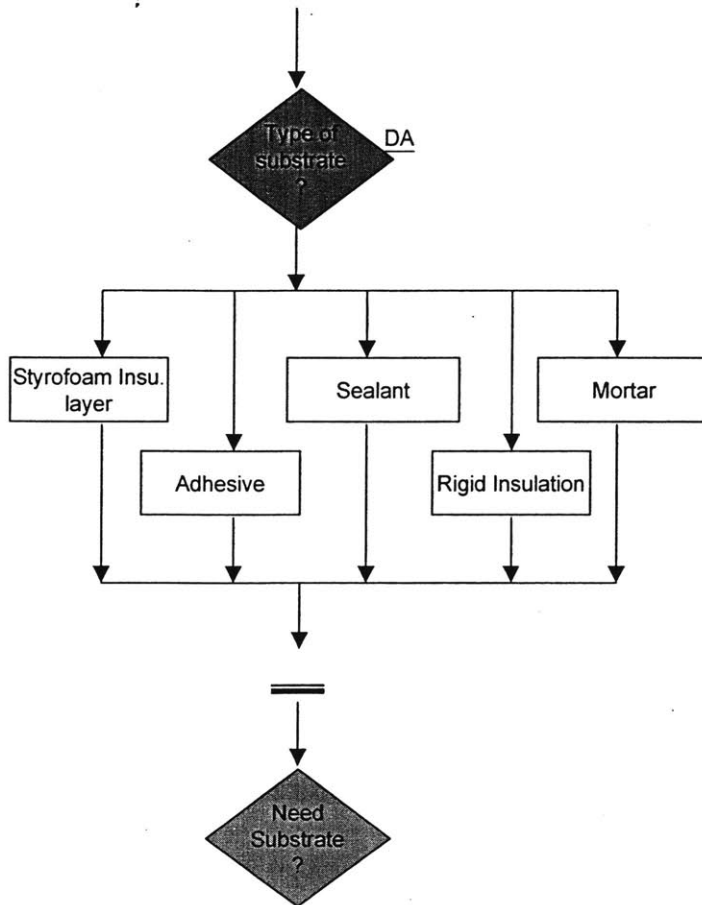 Type of
substrate
?
DA
Styrofoam Insu.
layer
Sealant
Mortar
Adhesive
Rigid Insulation
Need
Substrate
?